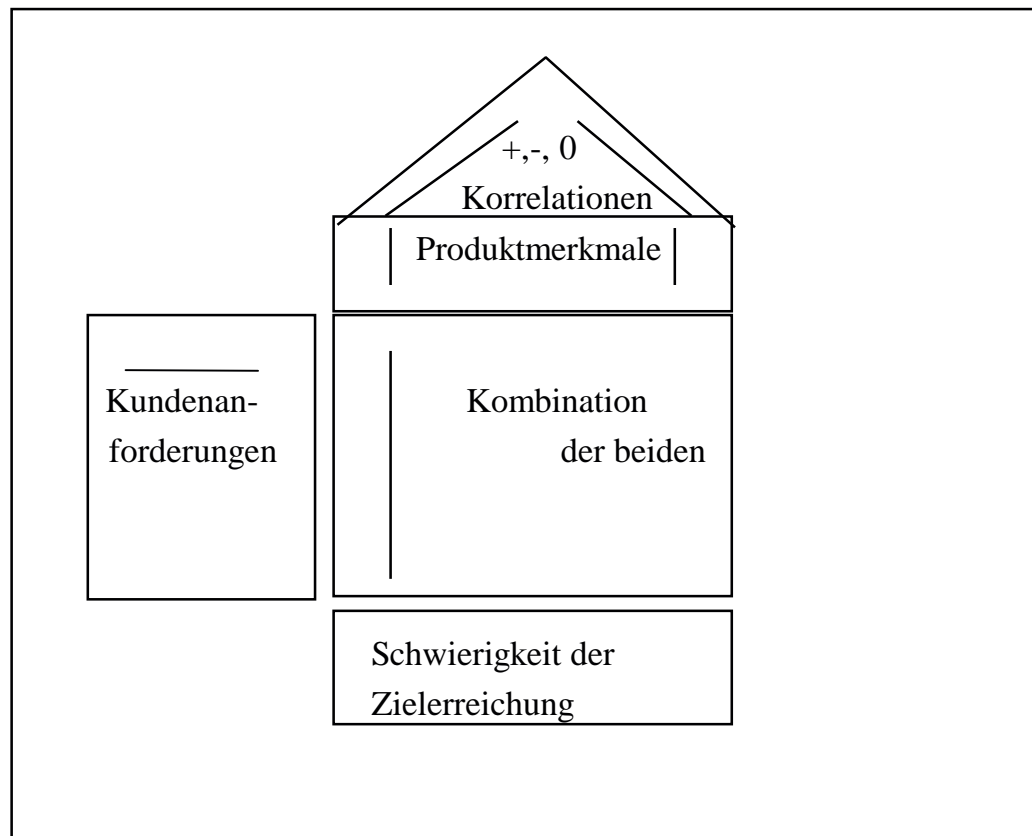 +,-, 0
Korrelationen
Produktmerkmale
Kundenan-
forderungen
Kombination
der beiden
Schwierigkeit der
Zielerreichung